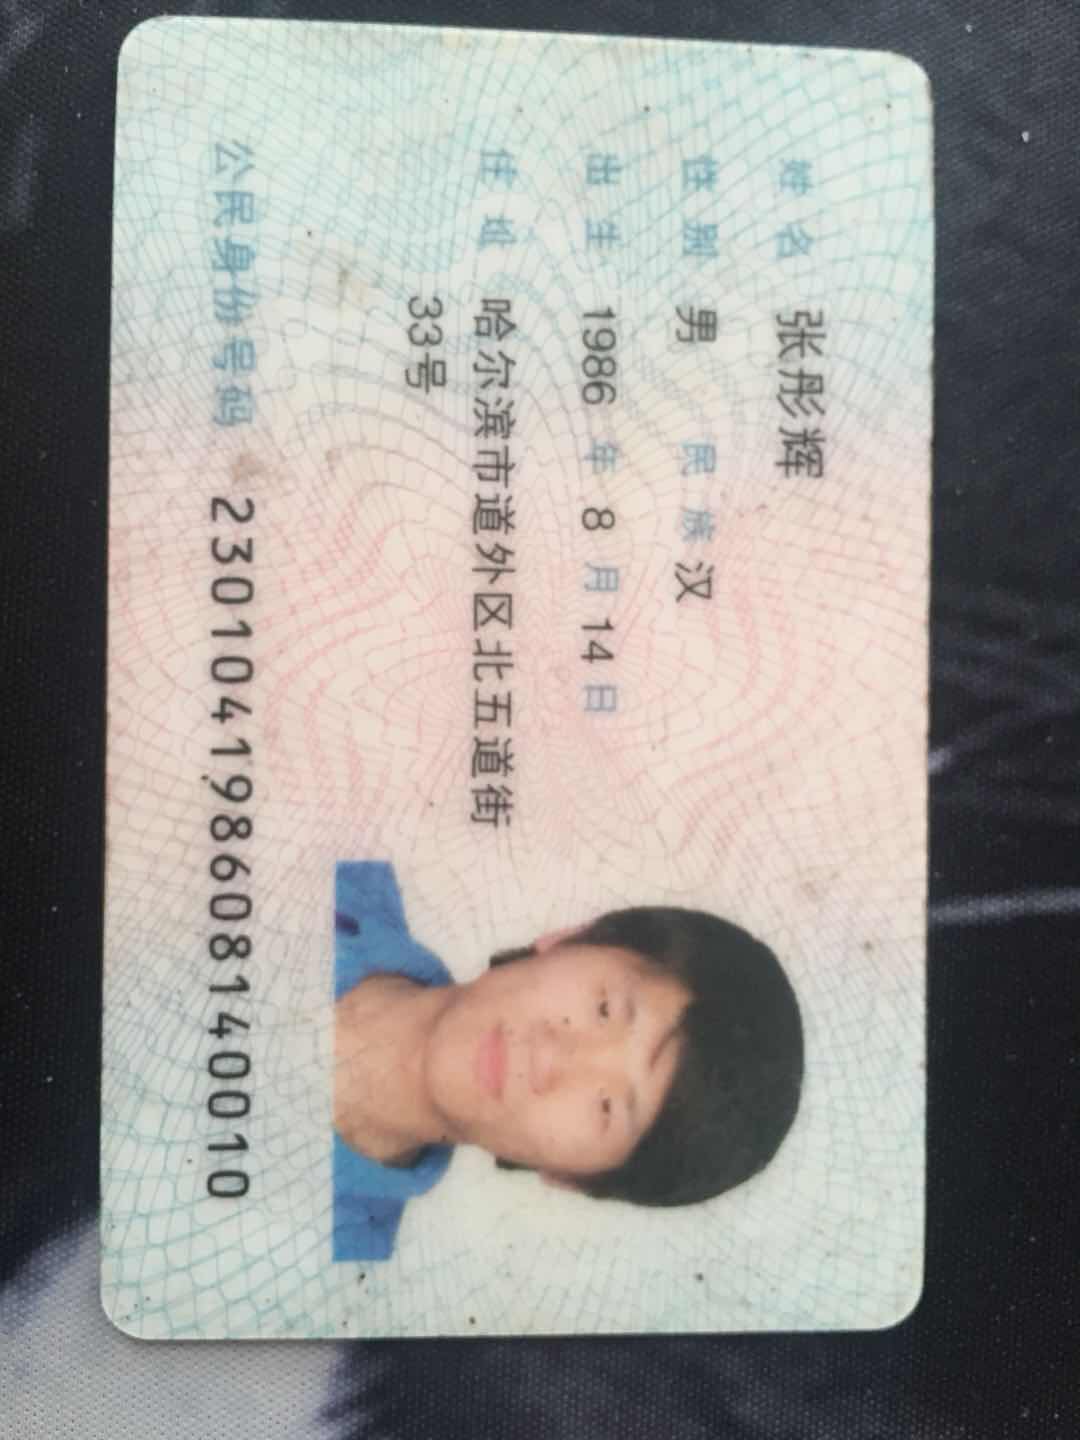 姓名 张彤辉
性别 男 民族 汉
出生 1986 年 8 月 14 日
住址 哈尔滨市道外区北五道街
33号
公民身份号码 230104198608140010